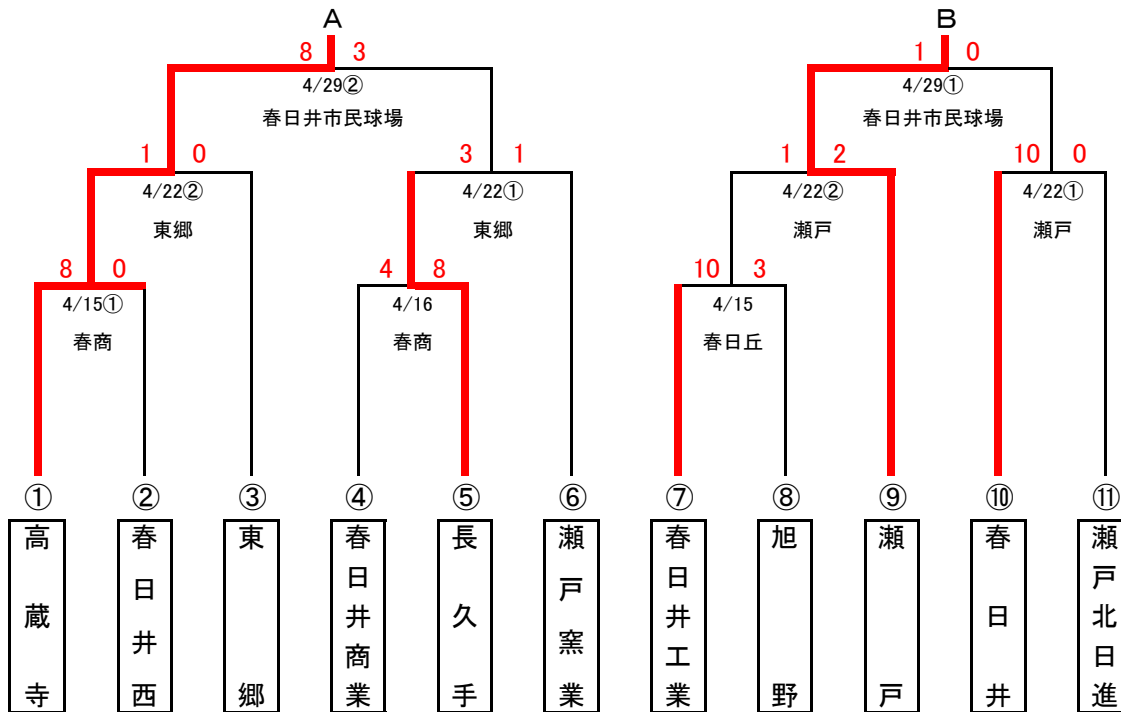 A
B
8 3
1 0
4/29②
4/29①
春日井市民球場
春日井市民球場
1 0
3 1
1 2
10 0
4/22②
4/22①
4/22②
4/22①
東郷
東郷
瀬戸
瀬戸
8 0
4 8
10 3
4/15①
4/16
4/15
春商
春商
春日丘
① ② ③ ④ ⑤ ⑥ ⑦ ⑧ ⑨ ⑩ ⑪
高蔵寺
春日井西
東郷
春日井商業
長久手
瀬戸窯業
春日井工業
旭野
瀬戸
春日井
瀬戸北日進